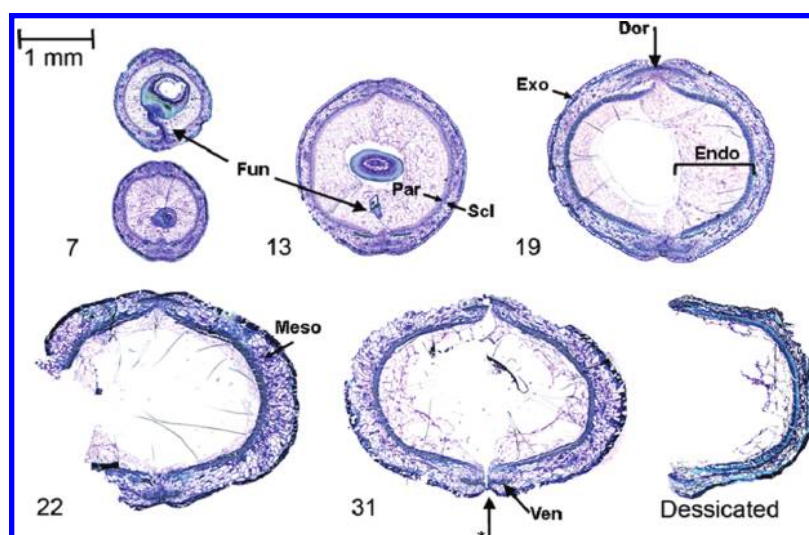 1 mm
Dor
Exo
Fun
Par
Scl
Endo
7
13
19
Meso
22
31
Ven
*
Dessicated